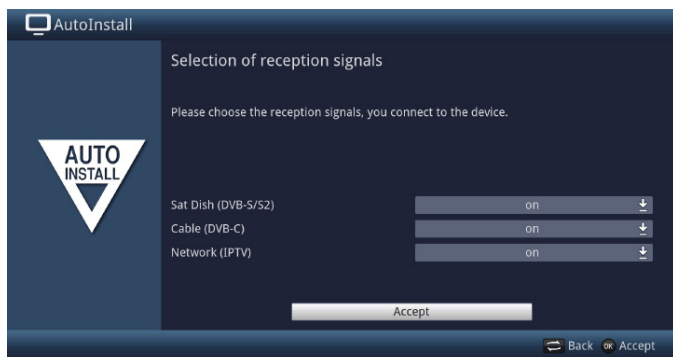 AutoInstall
Selection of reception signals
Please choose the reception signals, you connect to the device.
AUTO
INSTALL
Sat Dish (DVB-S/S2) on
Cable (DVB-C) on
Network (IPTV) on
Accept
Back OK Accept